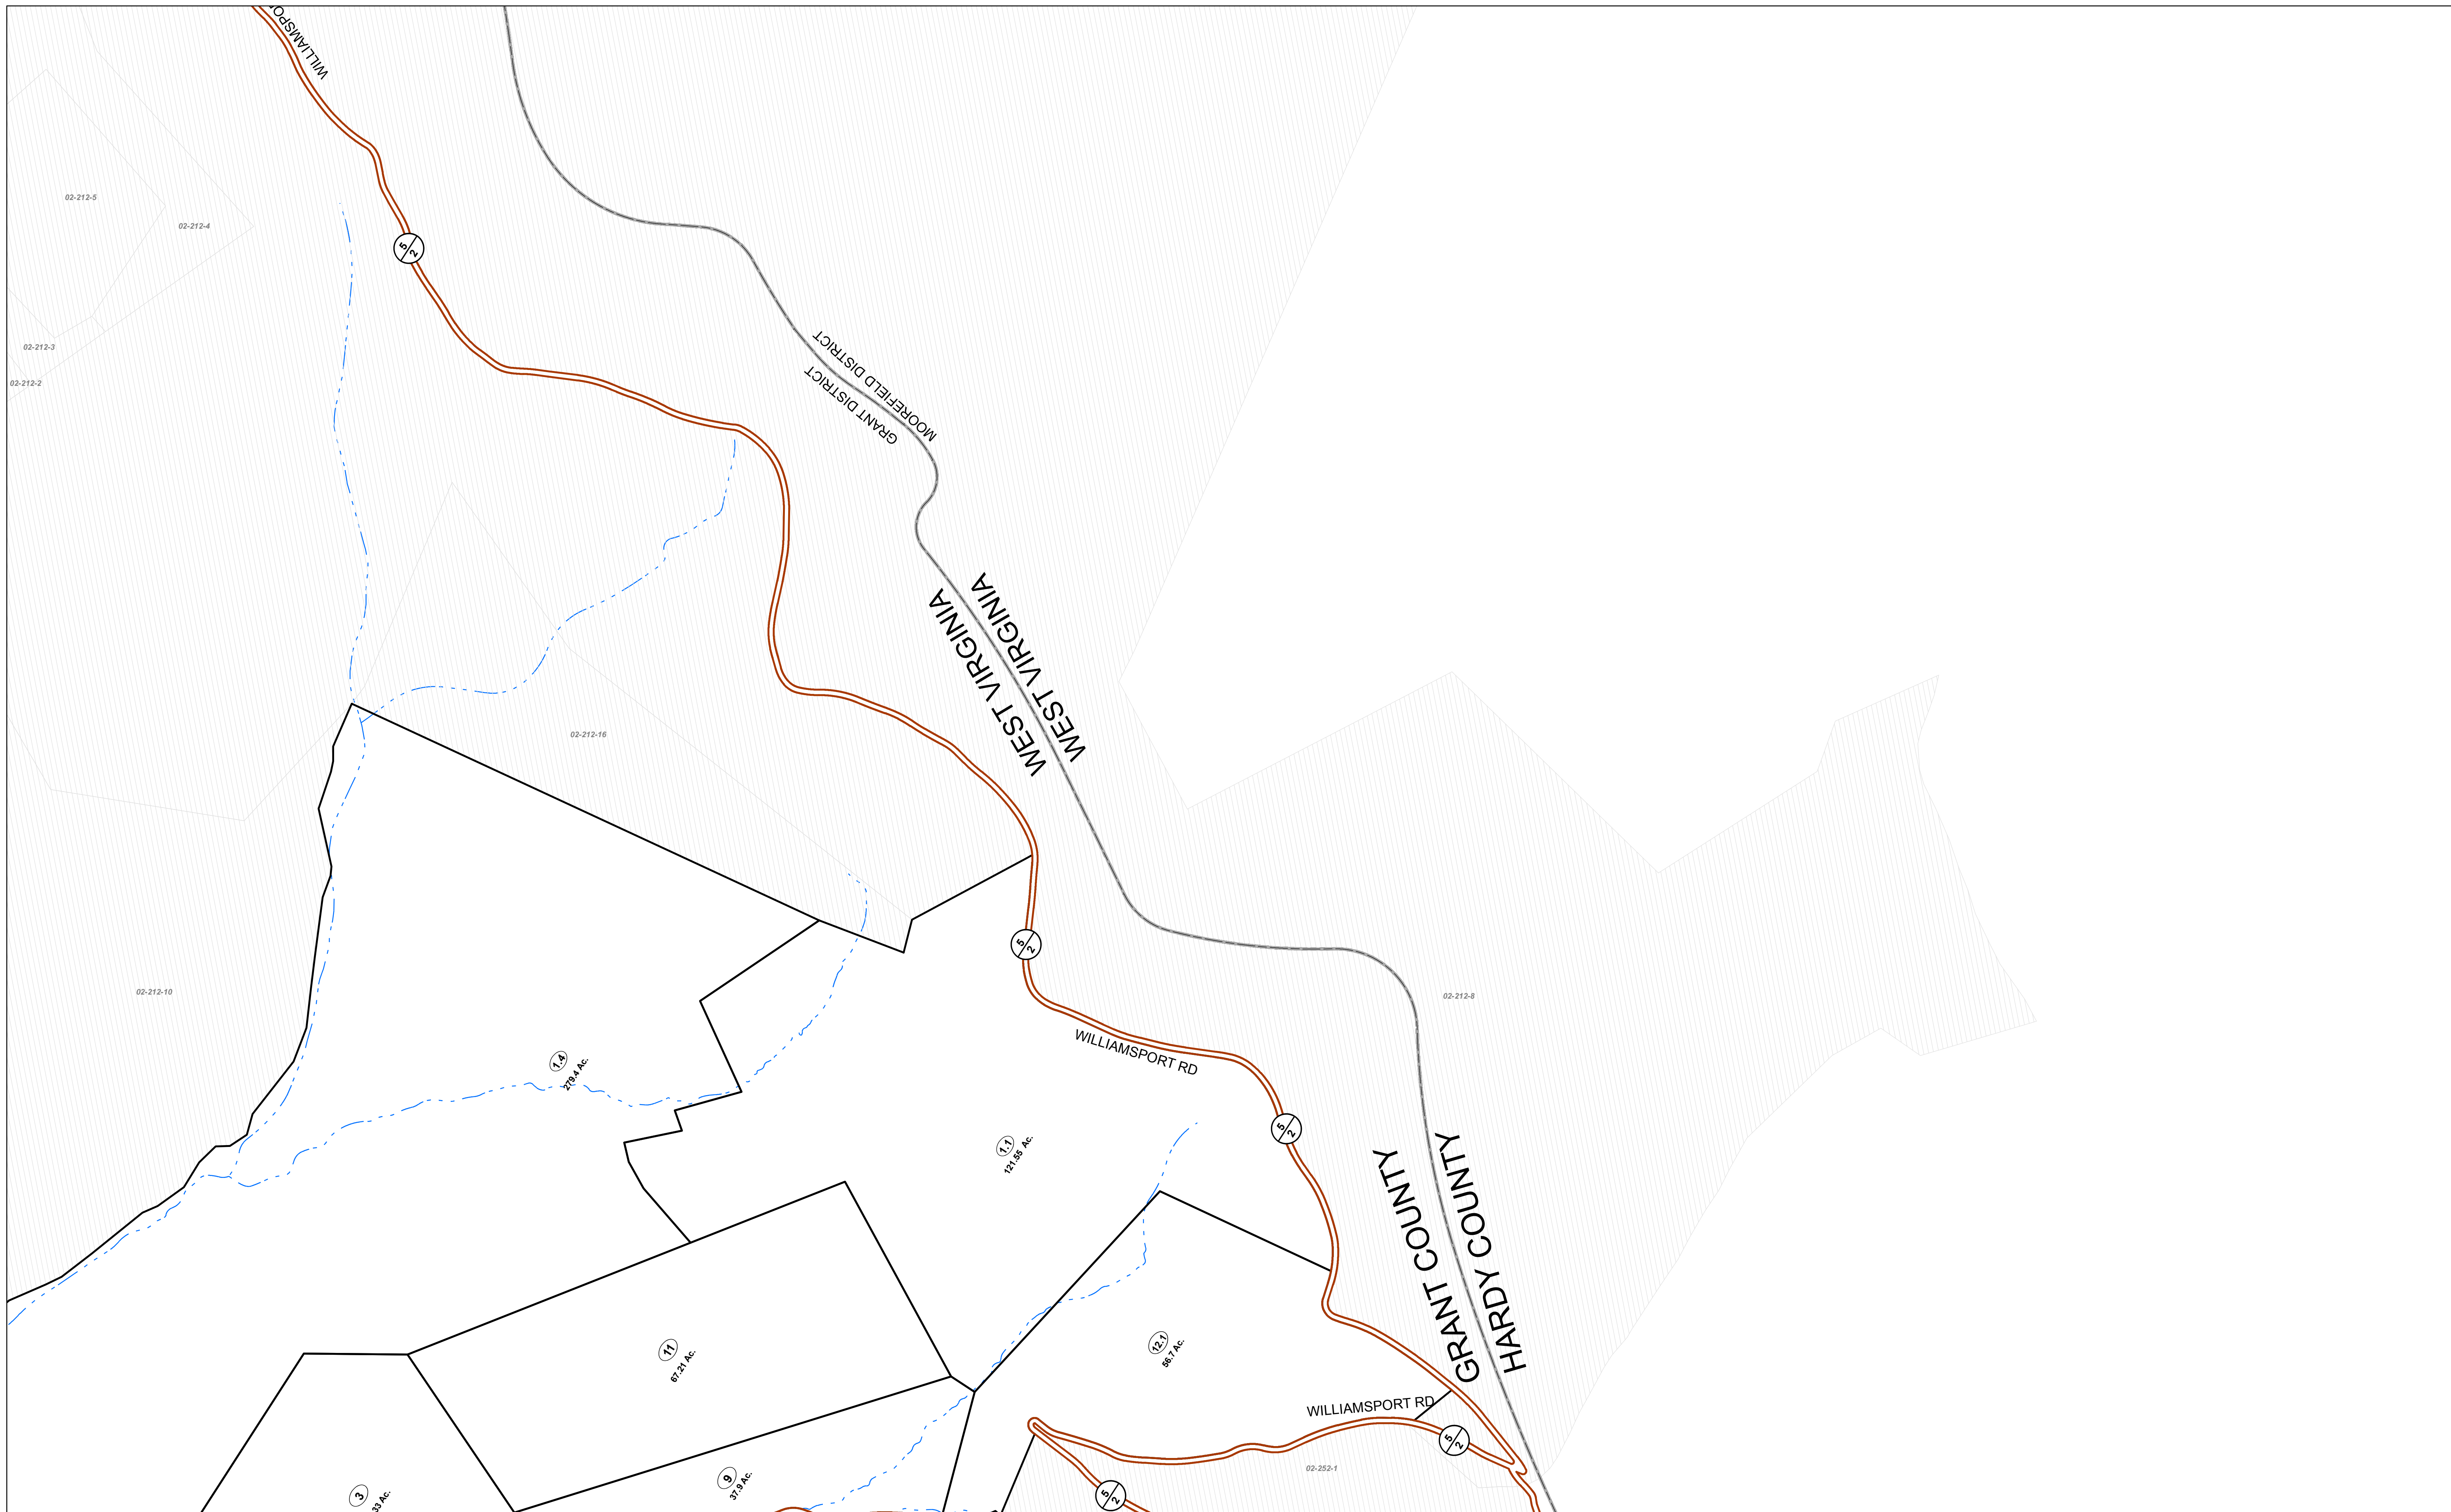 WILLIAMSPO
02-212-5
02-212-4
5
2
02-212-3
02-212-2
MOOREFIELD DISTRICT
GRANT DISTRICT
WEST VIRGINIA
WEST VIRGINIA
02-212-16
5
2
02-212-10
02-212-8
WILLIAMSPORT RD
1.4
279.4 Ac.
1.1
121.55 Ac.
5
2
GRANT COUNTY
HARDY COUNTY
11
67.21 Ac.
12.1
56.7 Ac.
WILLIAMSPORT RD
5
2
02-252-1
9
37.9 Ac.
3
33 Ac.
5
2